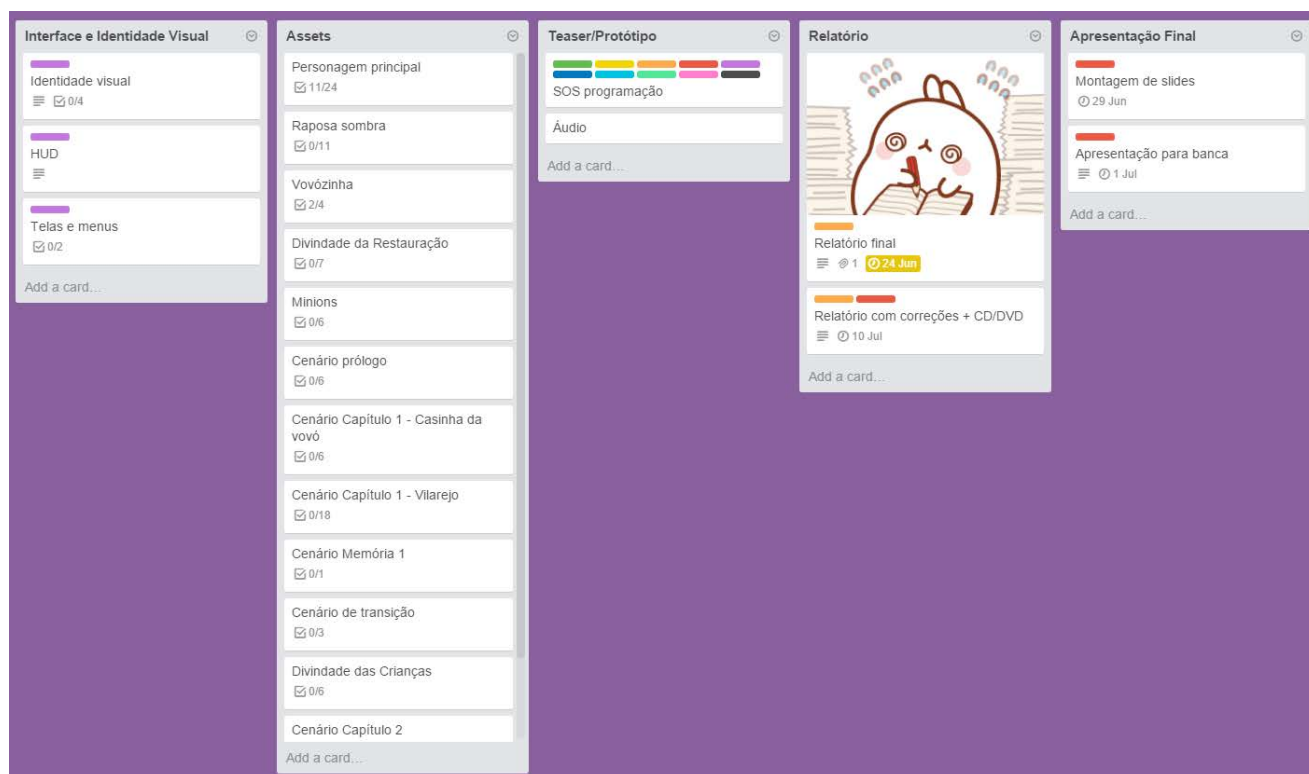 Interface e Identidade Visual
Identidade visual
0/4
HUD
Telas e menus
0/2
Add a card...
Assets
Personagem principal
11/24
Raposa sombra
0/11
Vovózinha
2/4
Divindade da Restauração
0/7
Minions
0/6
Cenário prólogo
0/6
Cenário Capítulo 1 - Casinha da
vovó
0/6
Cenário Capítulo 1 - Vilarejo
0/18
Cenário Memória 1
0/1
Cenário de transição
0/3
Divindade das Crianças
0/6
Cenário Capítulo 2
Add a card...
Teaser/Protótipo
SOS programação
Áudio
Add a card...
Relatório
Relatório final
1 24 Jun
Relatório com correções + CD/DVD
10 Jul
Add a card...
Apresentação Final
Montagem de slides
29 Jun
Apresentação para banca
1 Jul
Add a card...